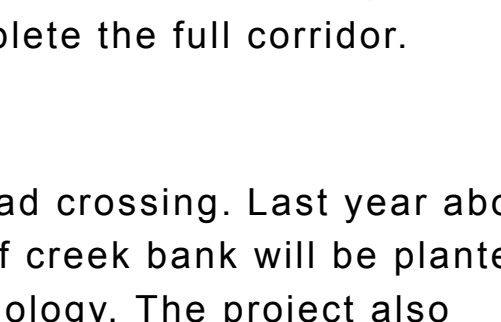 plete the full corridor.
ad crossing. Last year abo
f creek bank will be plante
ology. The project also